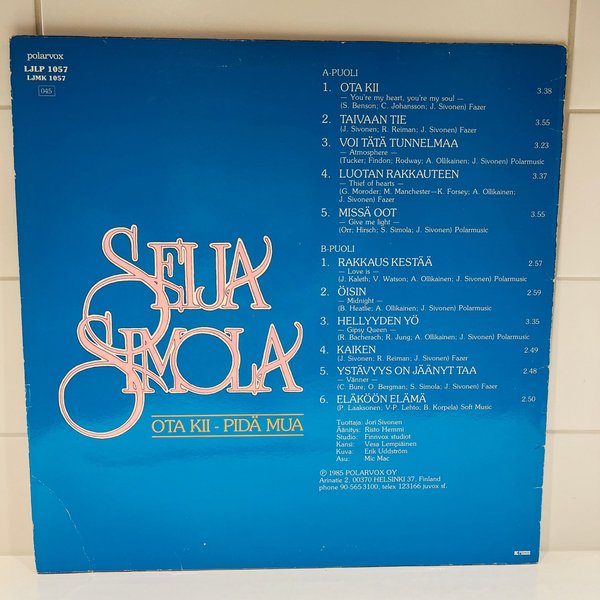 polarvox
LJLP 1057
LJMK 1057
045
SEIJA
SIMOLA
OTA KII - PIDÄ MUA
A-PUOLI
1. OTA KII 3.38
— You're my heart, you're my soul —
(S. Benson; C. Johansson; J. Sivonen) Fazer
2. TAIVAAN TIE 3.55
(J. Sivonen; R. Reiman; J. Sivonen) Fazer
3. VOI TÄTÄ TUNNELMAA 3.23
— Atmosphere —
(Tucker, Findon; Rodway; A. Ollikainen; J. Sivonen) Polarmusic
4. LUOTAN RAKKAUTEEN 3.37
— Thief of hearts —
(G. Moroder; M. Manchester—K. Forsey; A. Ollikainen;
J. Sivonen) Fazer
5. MISSÄ OOT 3.55
— Give me light —
(Orr; Hirsch; S. Simola; J. Sivonen) Polarmusic
B-PUOLI
1. RAKKAUS KESTÄÄ 2.57
— Love is —
(J. Kaleth; V. Watson; A. Ollikainen; J. Sivonen) Polarmusic
2. ÖISIN 2.59
— Midnight —
(B. Heatlie; A. Ollikainen; J. Sivonen) Polarmusic
3. HELLYYDEN YÖ 3.35
— Gipsy Queen —
(R. Bacherach; R. Jung; A. Ollikainen; J. Sivonen) Polarmusic
4. KAIKEN 2.49
(J. Sivonen; R. Reiman; J. Sivonen) Fazer
5. YSTÄVYYS ON JÄÄNYT TAA 2.48
— Vänner —
(C. Bure; O. Bergman; S. Simola; J. Sivonen) Fazer
6. ELÄKÖÖN ELÄMÄ 2.50
(P. Laaksonen; V-P. Lehto, B. Korpela) Soft Music
Tuottaja: Jori Sivonen
Äänitys: Risto Hemmi
Studio: Finnvox studiot
Kansi: Vesa Lempiäinen
Kuva: Erik Uddström
Asu: Mic Mac
Ⓟ 1985 POLARVOX OY
Arinatie 2, 00370 HELSINKI 37, Finland
phone 90-565 3100, telex 123166 juvox sf.